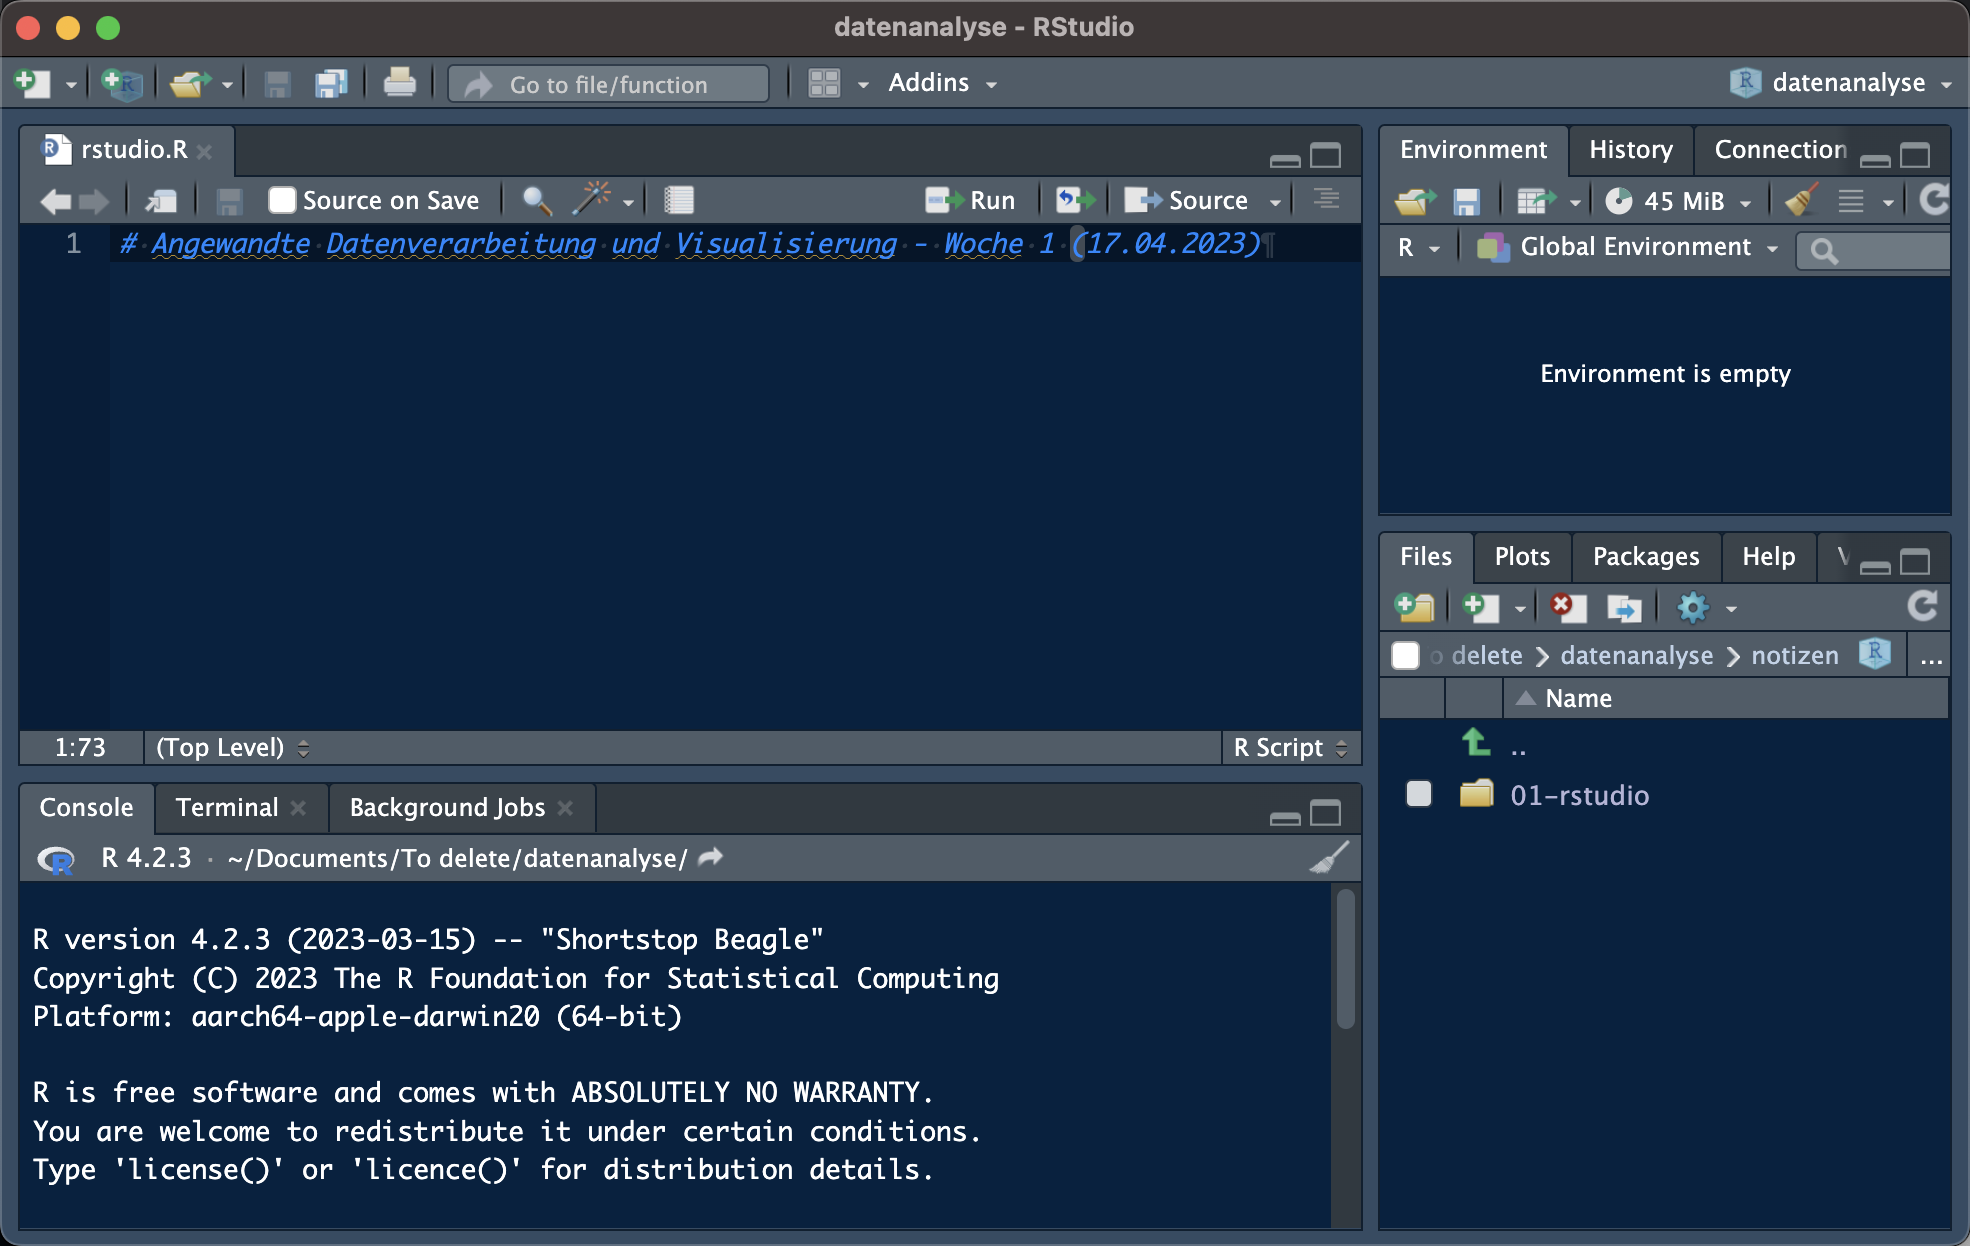 datenanalyse - RStudio
Go to file/function
Addins
datenanalyse
rstudio.R
Source on Save
Run
Source
1
# Angewandte Datenverarbeitung und Visualisierung - Woche 1 (17.04.2023)¶
1:73
(Top Level)
R Script
Console
Terminal
Background Jobs
R 4.2.3 · ~/Documents/To delete/datenanalyse/
R version 4.2.3 (2023-03-15) -- "Shortstop Beagle"
Copyright (C) 2023 The R Foundation for Statistical Computing
Platform: aarch64-apple-darwin20 (64-bit)
R is free software and comes with ABSOLUTELY NO WARRANTY.
You are welcome to redistribute it under certain conditions.
Type 'license()' or 'licence()' for distribution details.
Environment
History
Connection
45 MiB
R
Global Environment
Environment is empty
Files
Plots
Packages
Help
V
o delete
datenanalyse
notizen
...
Name
..
01-rstudio